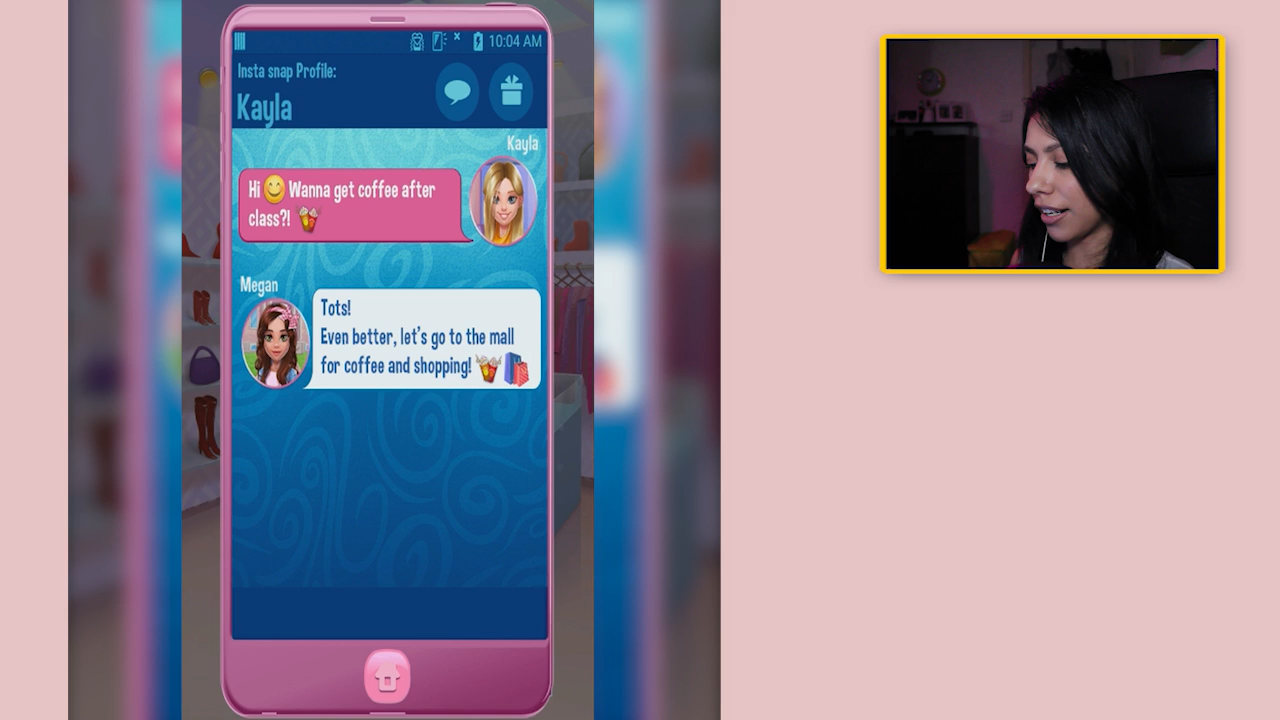 10:04 AM
Insta snap Profile:
Kayla
Kayla
Hi 😊 Wanna get coffee after
class?!
Megan
Tots!
Even better, let's go to the mall
for coffee and shopping!